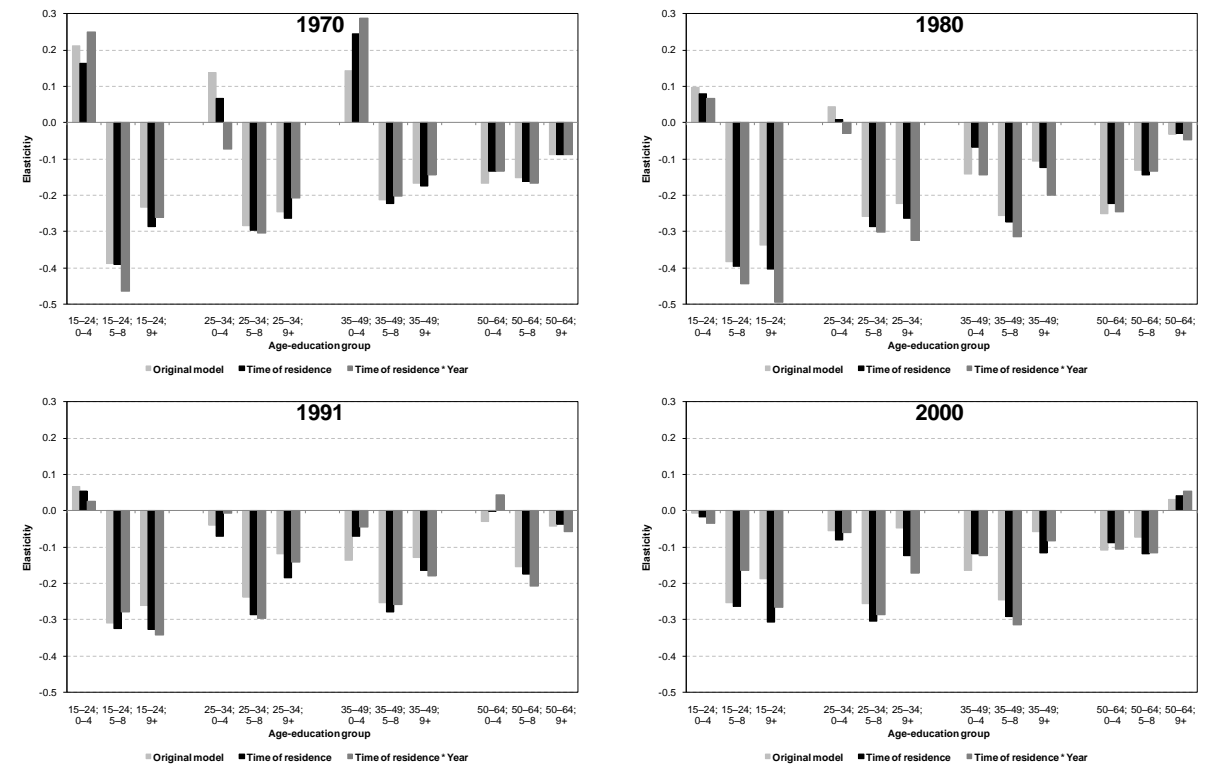 1970
0.3
0.2
0.1
0.0
-0.1
-0.2
-0.3
-0.4
-0.5
Elasticitiy
15–24; 15–24; 15–24; 25–34; 25–34; 25–34; 35–49; 35–49; 35–49; 50–64; 50–64; 50–64;
0–4 5–8 9+ 0–4 5–8 9+ 0–4 5–8 9+ 0–4 5–8 9+
Age-education group
Original model Time of residence Time of residence * Year
1980
0.3
0.2
0.1
0.0
-0.1
-0.2
-0.3
-0.4
-0.5
Elasticitiy
15–24; 15–24; 15–24; 25–34; 25–34; 25–34; 35–49; 35–49; 35–49; 50–64; 50–64; 50–64;
0–4 5–8 9+ 0–4 5–8 9+ 0–4 5–8 9+ 0–4 5–8 9+
Age-education group
Original model Time of residence Time of residence * Year
1991
0.3
0.2
0.1
0.0
-0.1
-0.2
-0.3
-0.4
-0.5
Elasticitiy
15–24; 15–24; 15–24; 25–34; 25–34; 25–34; 35–49; 35–49; 35–49; 50–64; 50–64; 50–64;
0–4 5–8 9+ 0–4 5–8 9+ 0–4 5–8 9+ 0–4 5–8 9+
Age-education group
Original model Time of residence Time of residence * Year
2000
0.3
0.2
0.1
0.0
-0.1
-0.2
-0.3
-0.4
-0.5
Elasticitiy
15–24; 15–24; 15–24; 25–34; 25–34; 25–34; 35–49; 35–49; 35–49; 50–64; 50–64; 50–64;
0–4 5–8 9+ 0–4 5–8 9+ 0–4 5–8 9+ 0–4 5–8 9+
Age-education group
Original model Time of residence Time of residence * Year